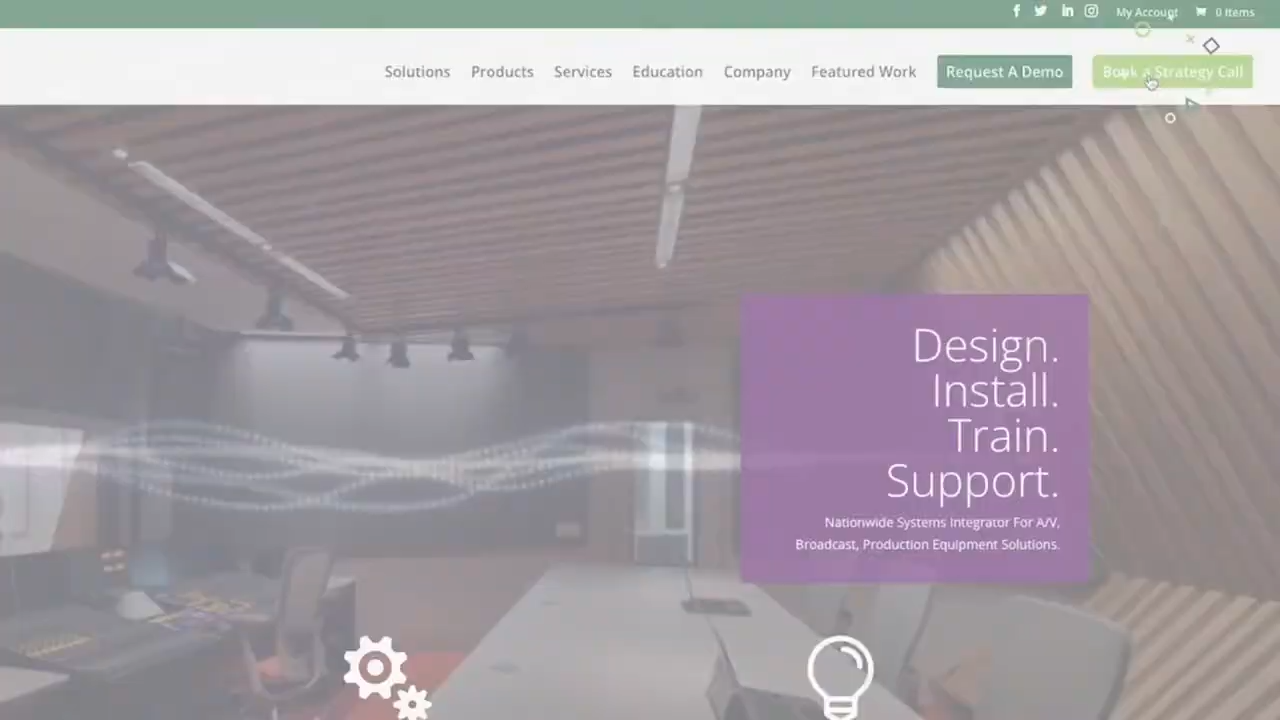 My Account 0 Items
Solutions Products Services Education Company Featured Work Request A Demo Book a Strategy Call
Design.
Install.
Train.
Support.
Nationwide Systems Integrator For A/V,
Broadcast, Production Equipment Solutions.